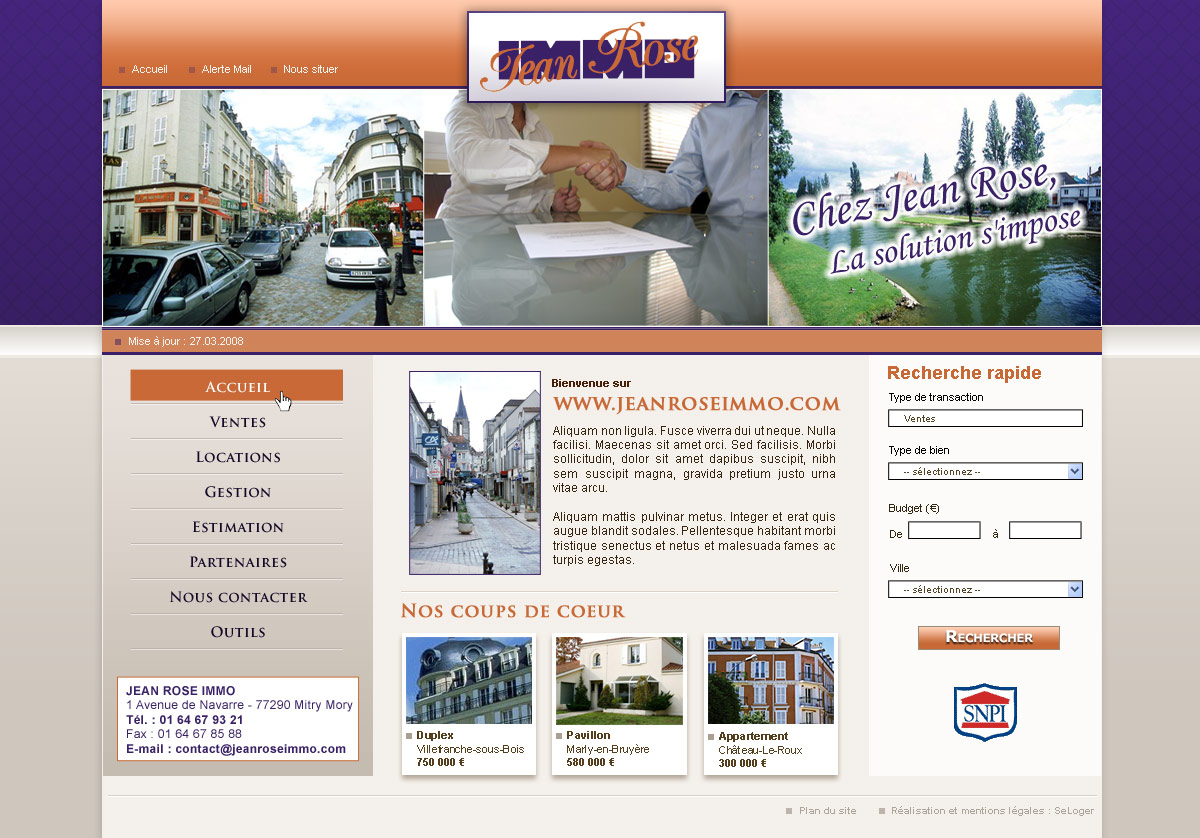 Accueil
Alerte Mail
Nous situer
IMMO
Jean Rose
LAS
Chez Jean Rose,
La solution s'impose
Mise à jour : 27.03.2008
Accueil
Ventes
Locations
Gestion
Estimation
Partenaires
Nous contacter
Outils
JEAN ROSE IMMO
1 Avenue de Navarre - 77290 Mitry Mory
Tél. : 01 64 67 93 21
Fax : 01 64 67 85 88
E-mail : contact@jeanroseimmo.com
CA
Bienvenue sur
www.jeanroseimmo.com
Aliquam non ligula. Fusce viverra dui ut neque. Nulla
facilisi. Maecenas sit amet orci. Sed facilisis. Morbi
sollicitudin, dolor sit amet dapibus suscipit, nibh
sem suscipit magna, gravida pretium justo urna
vitae arcu.
Aliquam mattis pulvinar metus. Integer et erat quis
augue blandit sodales. Pellentesque habitant morbi
tristique senectus et netus et malesuada fames ac
turpis egestas.
Nos coups de coeur
Duplex
Villefranche-sous-Bois
750 000 €
Pavillon
Marly-en-Bruyère
580 000 €
Appartement
Château-Le-Roux
300 000 €
Recherche rapide
Type de transaction
Ventes
Type de bien
-- sélectionnez --
Budget (€)
De
à
Ville
-- sélectionnez --
Rechercher
SNPI
Plan du site
Réalisation et mentions légales : SeLoger